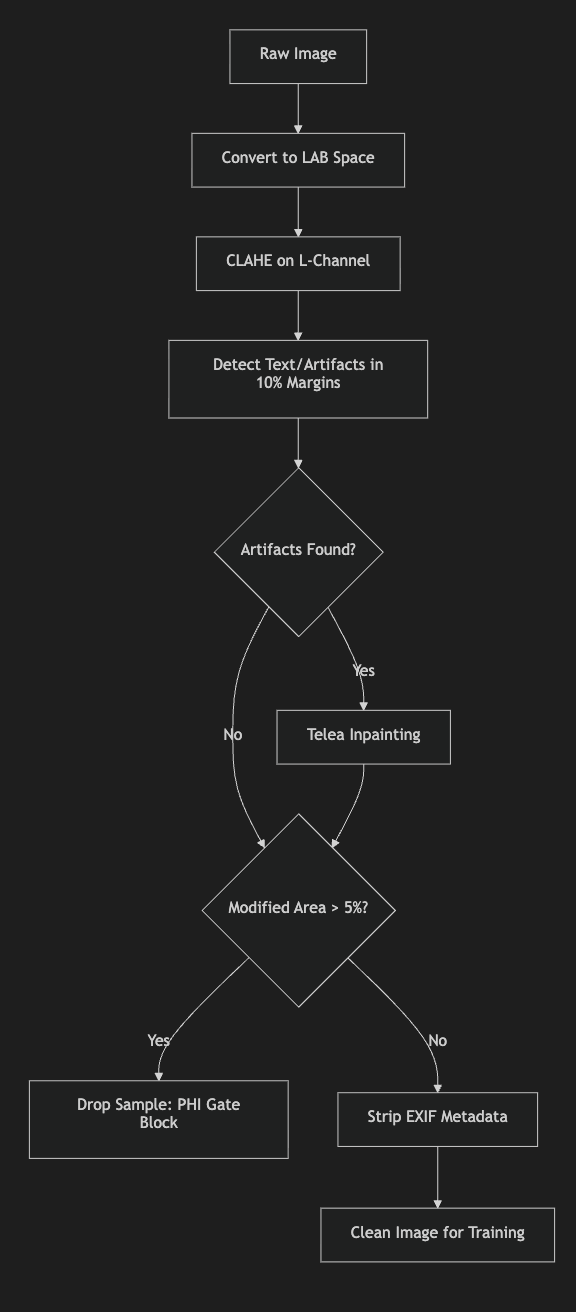 Raw Image
Convert to LAB Space
CLAHE on L-Channel
Detect Text/Artifacts in
10% Margins
Artifacts Found?
Yes
No
Telea Inpainting
Modified Area > 5%?
Yes
No
Drop Sample: PHI Gate
Block
Strip EXIF Metadata
Clean Image for Training